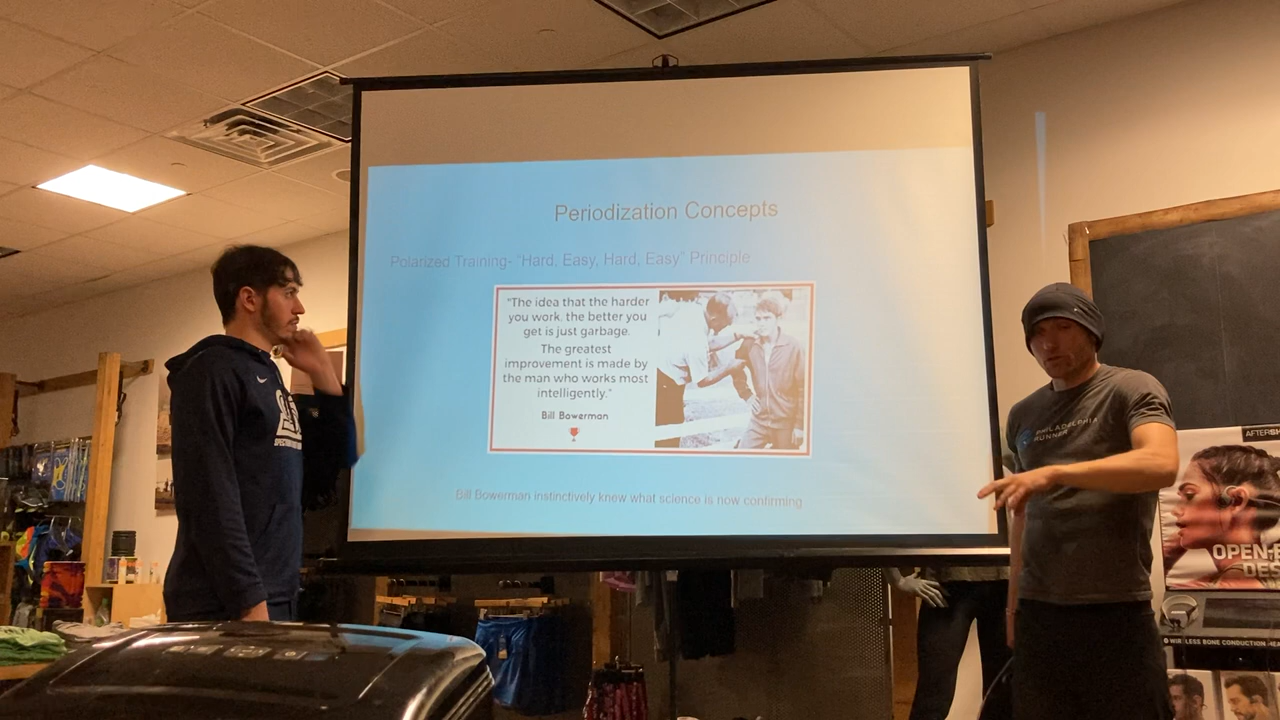 Periodization Concepts
Polarized Training- "Hard, Easy, Hard, Easy" Principle
"The idea that the harder
you work, the better you
get is just garbage.
The greatest
improvement is made by
the man who works most
intelligently."
Bill Bowerman
Bill Bowerman instinctively knew what science is now confirming
PHILADELPHIA
RUNNER
AFTERSH
OPEN-E
DES
WIRELESS BONE CONDUCTION HEA